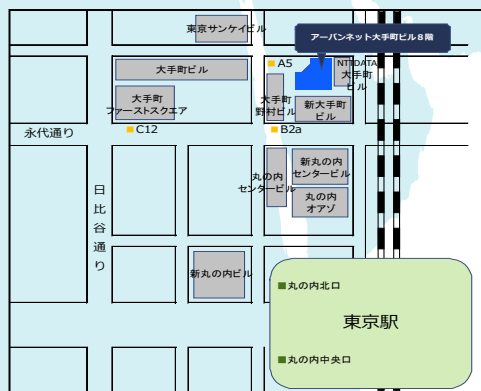 東京サンケイビル
アーバンネット大手町ビル8階
大手町ビル
A5
NTTDATA
大手町
ビル
大手町
ファーストスクエア
大手町
野村ビル
新大手町
ビル
C12
B2a
永代通り
日比谷通り
丸の内
センタービル
新丸の内
センタービル
丸の内
オアゾ
新丸の内ビル
丸の内北口
東京駅
丸の内中央口